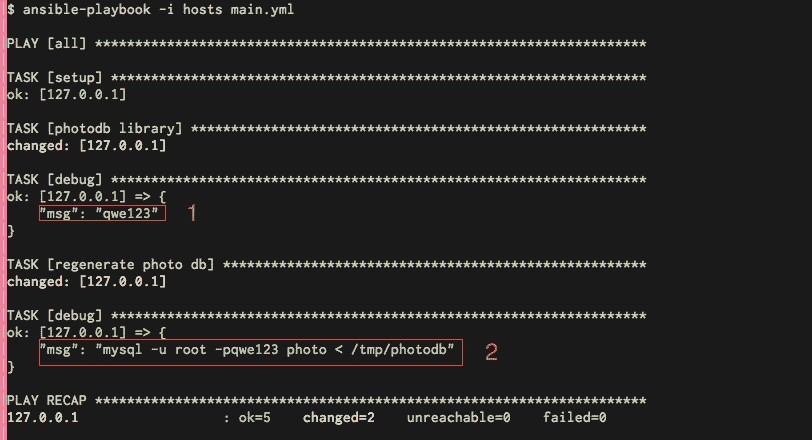 $ ansible-playbook -i hosts main.yml
PLAY [all] *********************************************************************
TASK [setup] *******************************************************************
ok: [127.0.0.1]
TASK [photodb library] *********************************************************
changed: [127.0.0.1]
TASK [debug] *******************************************************************
ok: [127.0.0.1] => {
"msg": "qwe123" 1
}
TASK [regenerate photo db] *****************************************************
changed: [127.0.0.1]
TASK [debug] *******************************************************************
ok: [127.0.0.1] => {
"msg": "mysql -u root -pqwe123 photo < /tmp/photodb" 2
}
PLAY RECAP *********************************************************************
127.0.0.1 : ok=5 changed=2 unreachable=0 failed=0